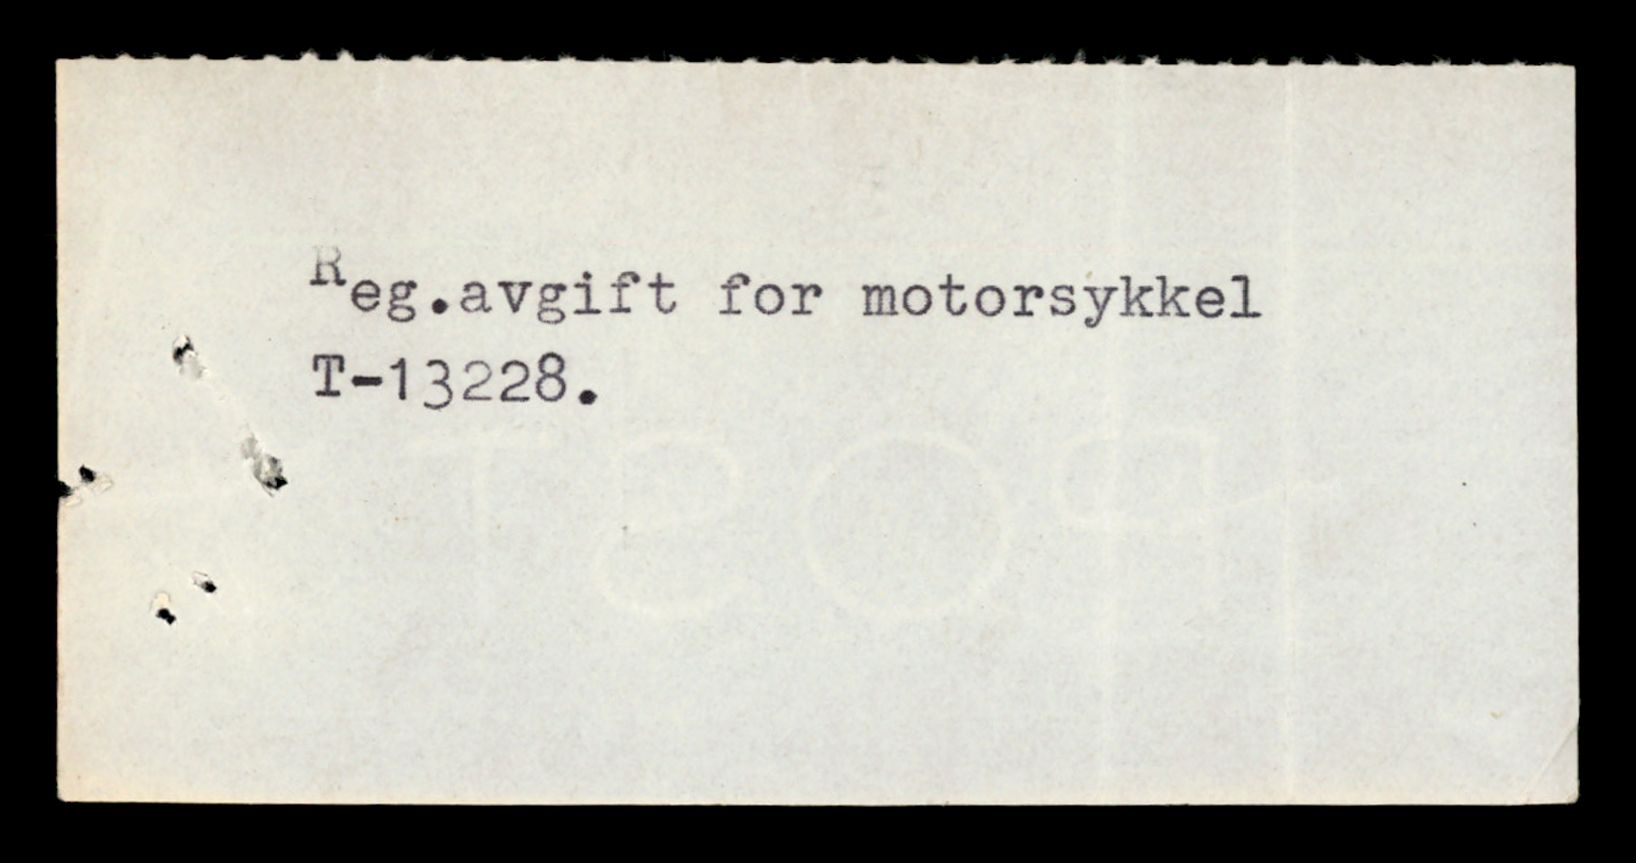 Reg.avgift for motorsykkel
T-13228.